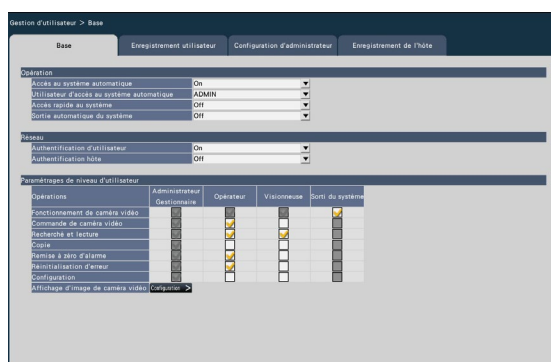 Gestion d'utilisateur > Base
Base Enregistrement utilisateur Configuration d'administrateur Enregistrement de l'hôte
Opération
Accès au système automatique On
Utilisateur d'accès au système automatique ADMIN
Accès rapide au système Off
Sortie automatique du système Off
Réseau
Authentification d'utilisateur On
Authentification hôte Off
Paramétrages de niveau d'utilisateur
Opérations Administrateur Gestionnaire Opérateur Visionneuse Sorti du système
Fonctionnement de caméra vidéo
Commande de caméra vidéo
Recherché et lecture
Copie
Remise à zéro d'alarme
Réinitialisation d'erreur
Configuration
Affichage d'image de caméra vidéo Configuration >